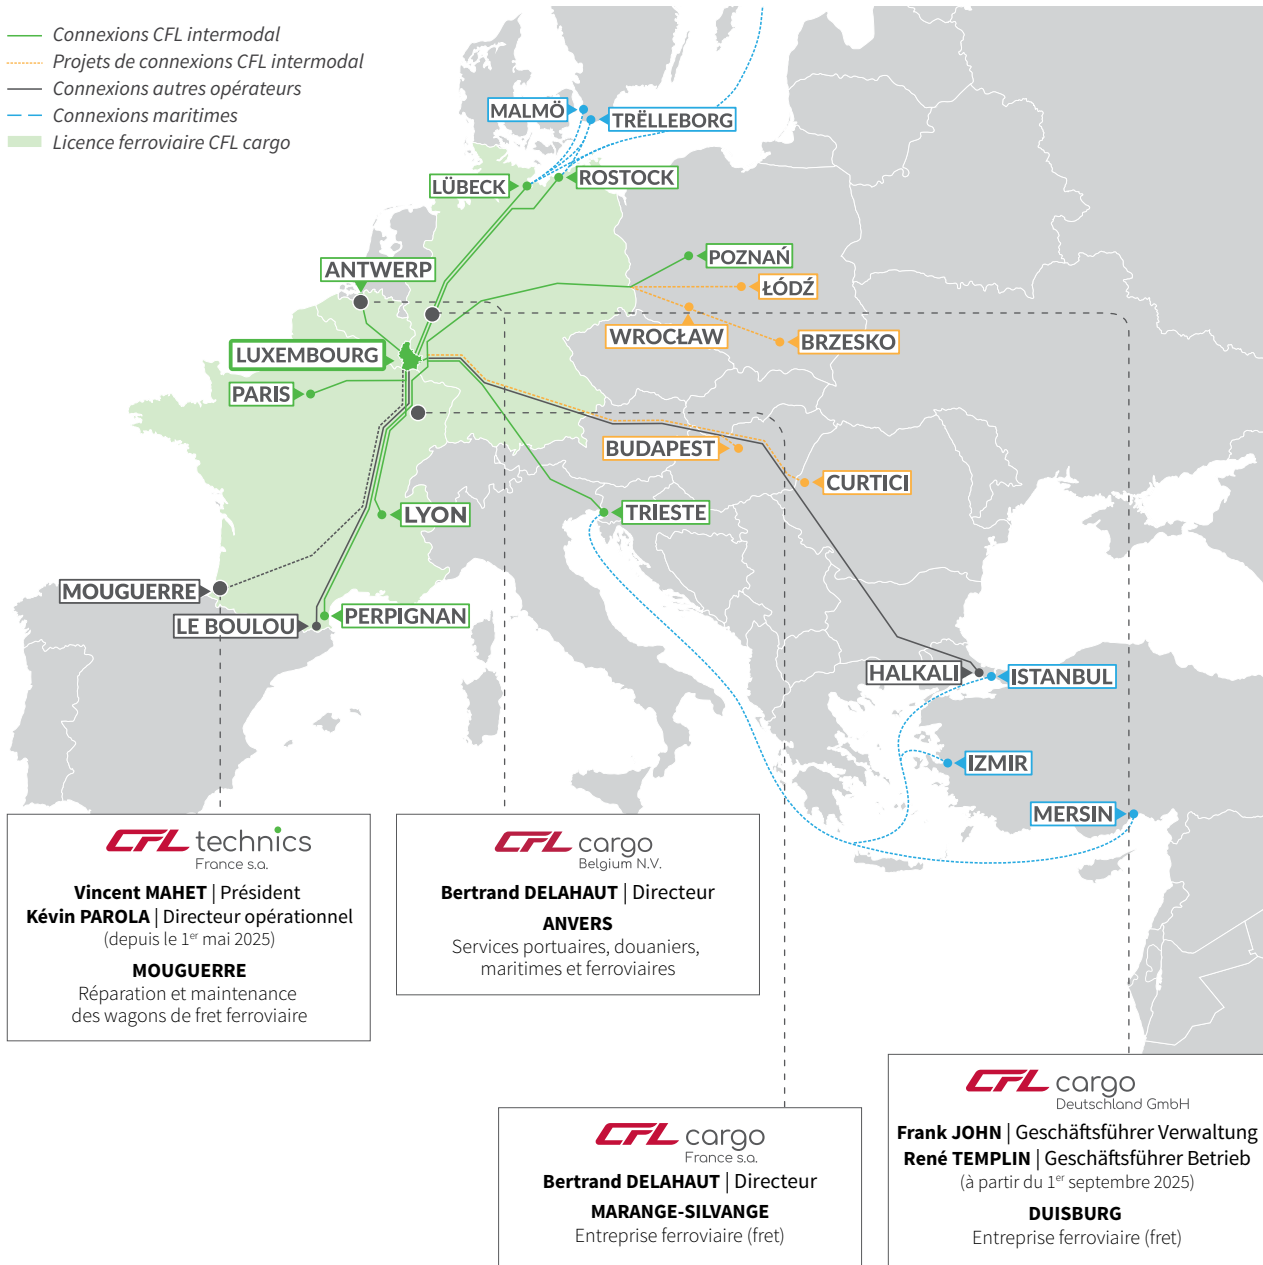 Connexions CFL intermodal
Projets de connexions CFL intermodal
Connexions autres opérateurs
Connexions maritimes
Licence ferroviaire CFL cargo
MALMÖ
TRËLLEBORG
LÜBECK
ROSTOCK
POZNAŃ
ANTWERP
ŁÓDŹ
WROCŁAW
BRZESKO
LUXEMBOURG
PARIS
BUDAPEST
CURTICI
LYON
TRIESTE
MOUGUERRE
LE BOULOU
PERPIGNAN
HALKALI
ISTANBUL
IZMIR
MERSIN
CFL technics
France s.a.
Vincent MAHET | Président
Kévin PAROLA | Directeur opérationnel
(depuis le 1er mai 2025)
MOUGUERRE
Réparation et maintenance
des wagons de fret ferroviaire
CFL cargo
Belgium N.V.
Bertrand DELAHAUT | Directeur
ANVERS
Services portuaires, douaniers,
maritimes et ferroviaires
CFL cargo
France s.a.
Bertrand DELAHAUT | Directeur
MARANGE-SILVANGE
Entreprise ferroviaire (fret)
CFL cargo
Deutschland GmbH
Frank JOHN | Geschäftsführer Verwaltung
René TEMPLIN | Geschäftsführer Betrieb
(à partir du 1er septembre 2025)
DUISBURG
Entreprise ferroviaire (fret)